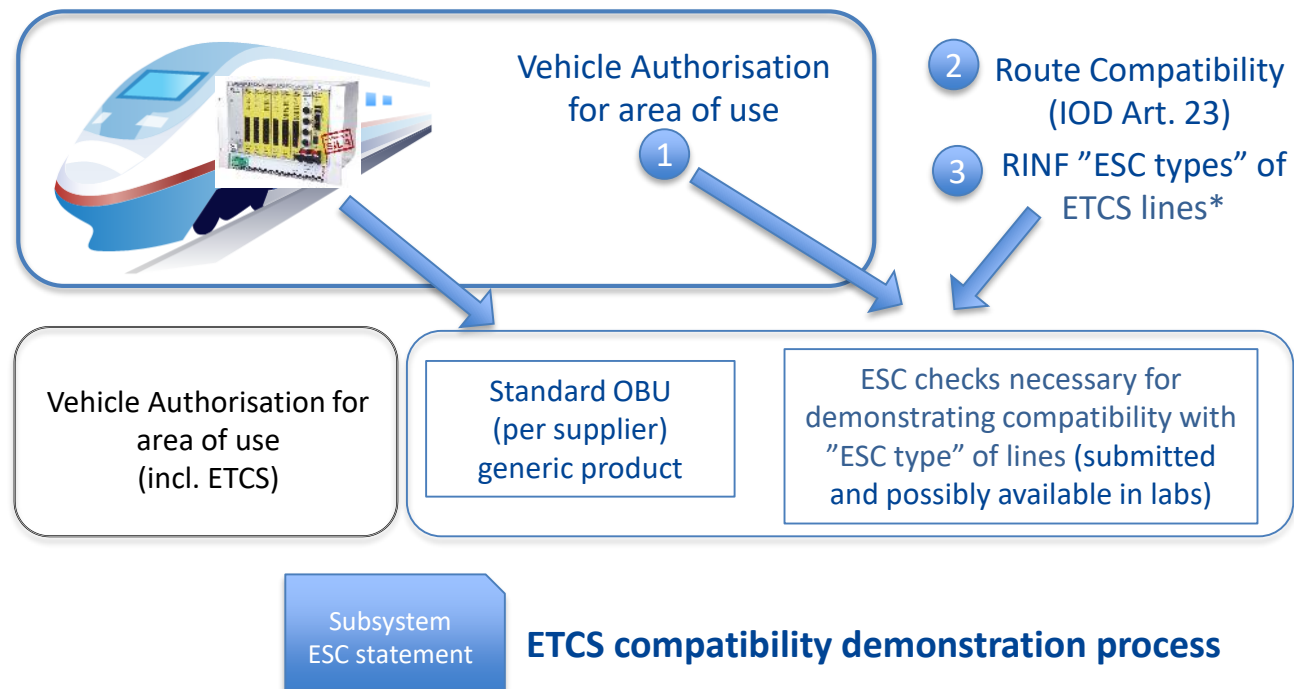 Vehicle Authorisation
for area of use
1
2
Route Compatibility
(IOD Art. 23)
3
RINF ”ESC types” of
ETCS lines*
Vehicle Authorisation for
area of use
(incl. ETCS)
Standard OBU
(per supplier)
generic product
ESC checks necessary for
demonstrating compatibility with
”ESC type” of lines (submitted
and possibly available in labs)
Subsystem
ESC statement
ETCS compatibility demonstration process